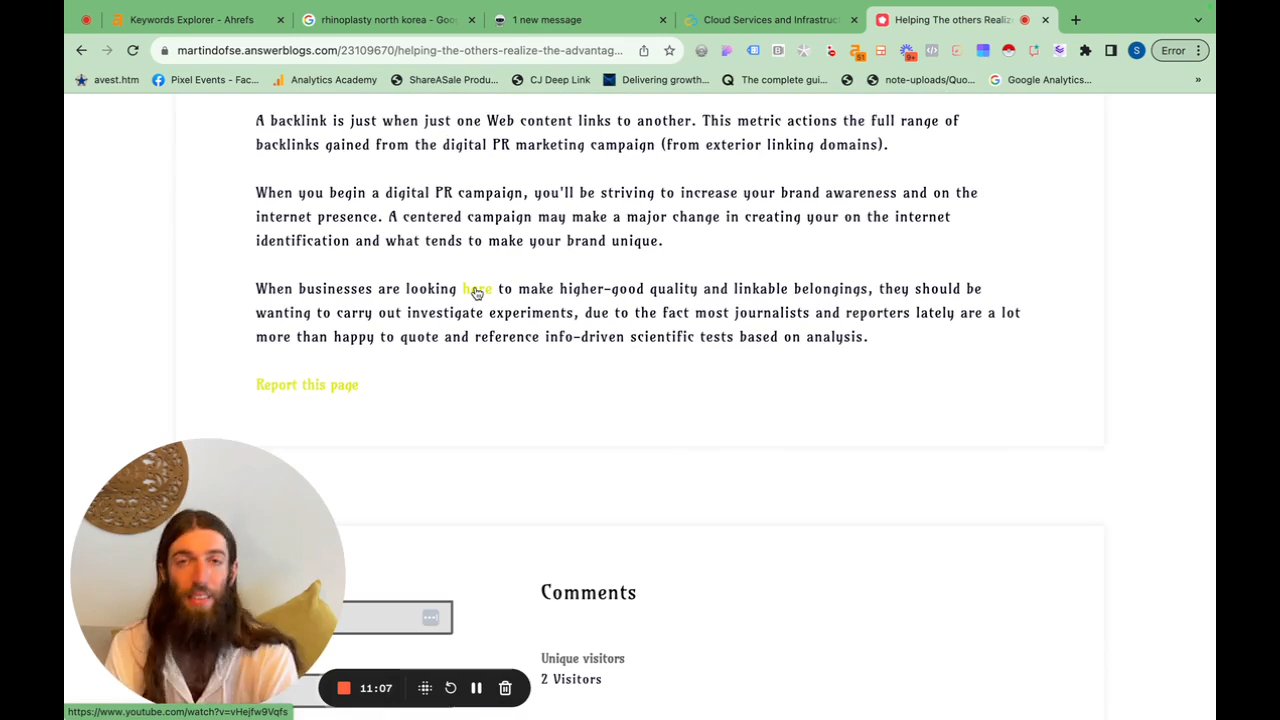 Keywords Explorer - Ahrefs
rhinoplasty north korea - Goo
1 new message
Cloud Services and Infrastruct
Helping The others Realiz
martindofse.answerblogs.com/23109670/helping-the-others-realize-the-advantag...
51
9+
S
Error
avest.htm
Pixel Events - Fac...
Analytics Academy
ShareASale Produ...
CJ Deep Link
Delivering growth...
The complete gui...
note-uploads/Quo...
Google Analytics...
»
A backlink is just when just one Web content links to another. This metric actions the full range of
backlinks gained from the digital PR marketing campaign (from exterior linking domains).
When you begin a digital PR campaign, you'll be striving to increase your brand awareness and on the
internet presence. A centered campaign may make a major change in creating your on the internet
identification and what tends to make your brand unique.
When businesses are looking here to make higher-good quality and linkable belongings, they should be
wanting to carry out investigate experiments, due to the fact most journalists and reporters lately are a lot
more than happy to quote and reference info-driven scientific tests based on analysis.
Report this page
Comments
Unique visitors
2 Visitors
11:07
https://www.youtube.com/watch?v=vHejfw9Vqfs